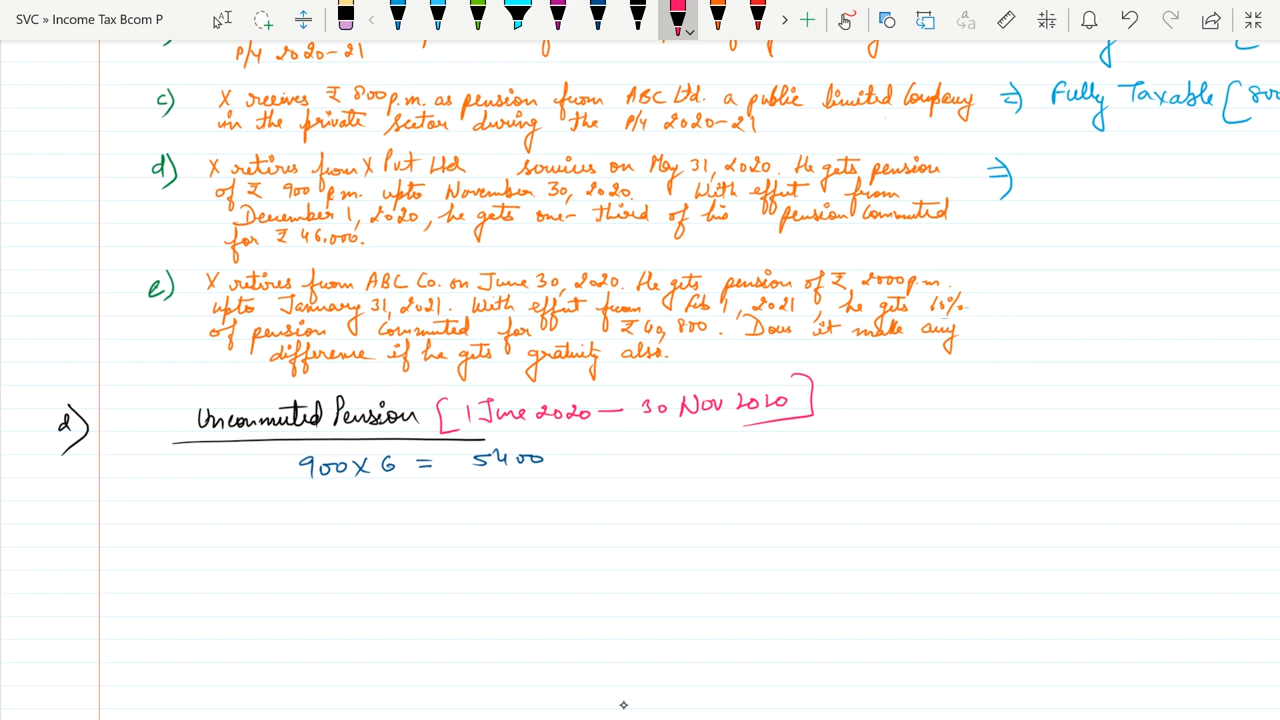 SVC » Income Tax Bcom P
P/Y 2020-21
c) X receives ₹ 800 p.m. as pension from ABC Ltd. a public limited Company ⇒ Fully Taxable [800
in the private sector during the P/Y 2020-21
d) X retires from X Pvt Ltd services on May 31, 2020. He gets pension ⇒
of ₹ 900 p.m. upto November 30, 2020. With effect from
December 1, 2020, he gets one-third of his pension commuted
for ₹ 46,000.
e) X retires from ABC Co. on June 30, 2020. He gets pension of ₹ 2000 p.m.
upto January 31, 2021. With effect from Feb 1, 2021, he gets 60%
of pension commuted for ₹ 60,800. Does it make any
difference if he gets gratuity also.
d) Uncommuted Pension [1 June 2020 — 30 Nov 2020]
900 x 6 = 5400